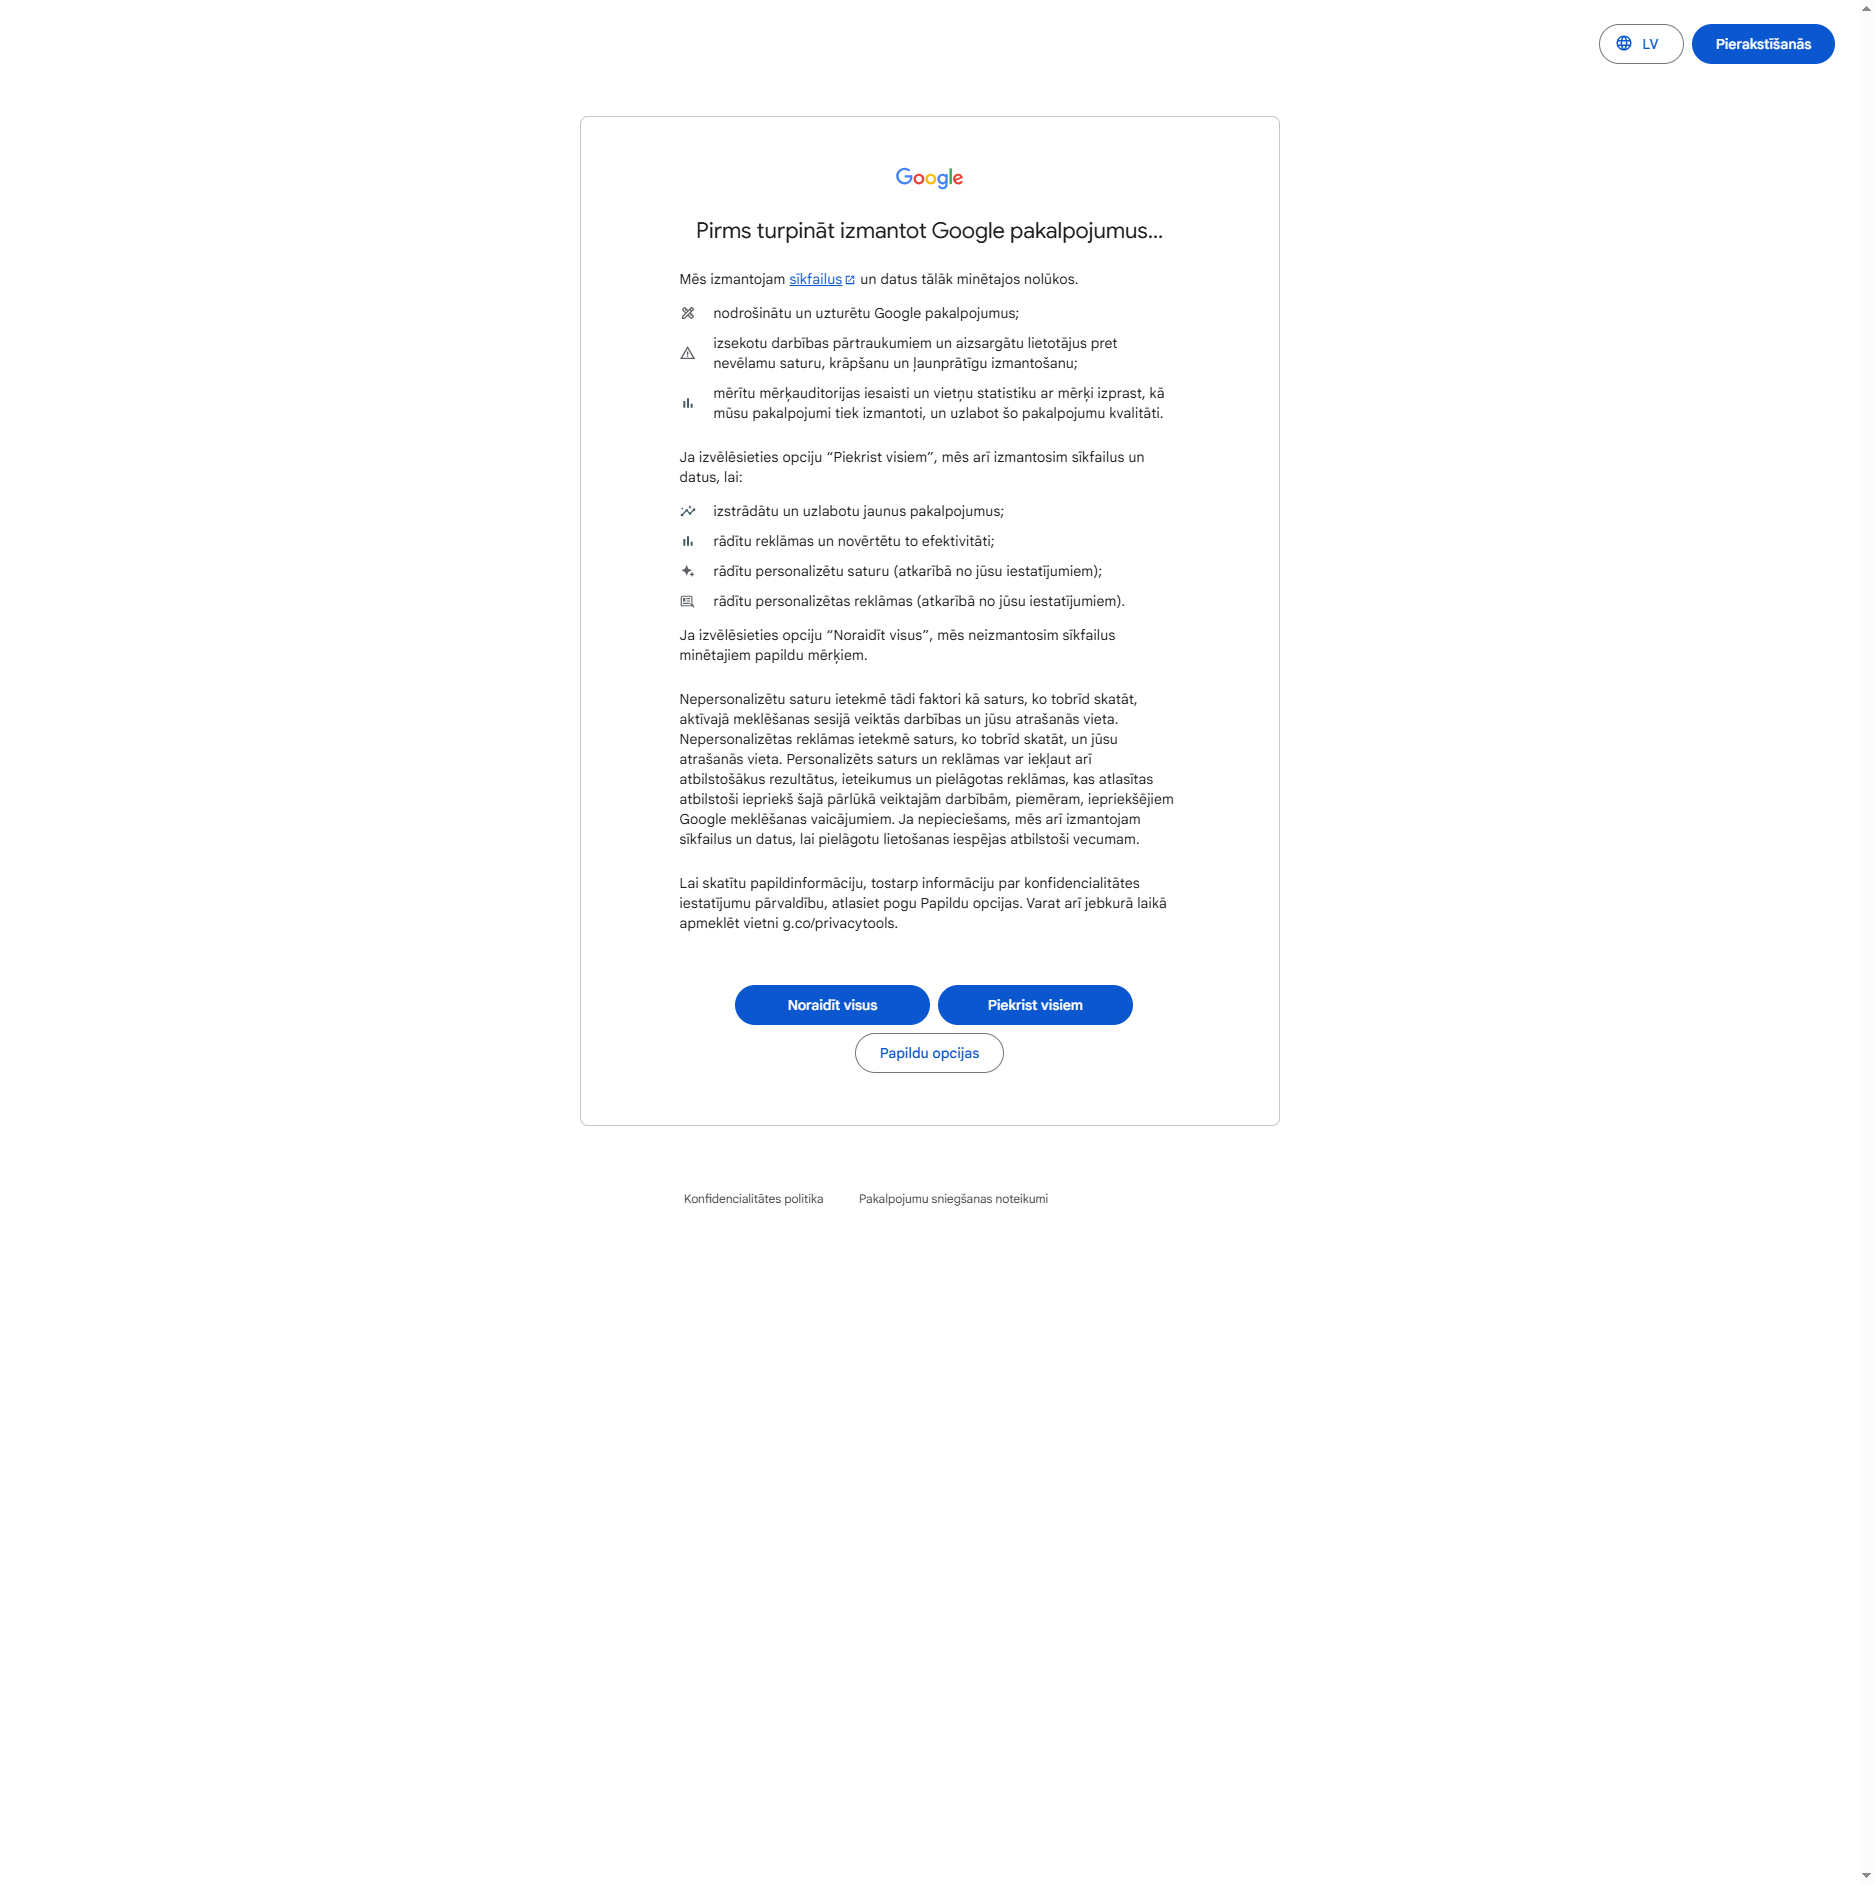 LV
Pierakstīšanās
Google
Pirms turpināt izmantot Google pakalpojumus...
Mēs izmantojam sīkfailus un datus tālāk minētajos nolūkos.
nodrošinātu un uzturētu Google pakalpojumus;
izsekotu darbības pārtraukumiem un aizsargātu lietotājus pret
nevēlamu saturu, krāpšanu un ļaunprātīgu izmantošanu;
mērītu mērķauditorijas iesaisti un vietņu statistiku ar mērķi izprast, kā
mūsu pakalpojumi tiek izmantoti, un uzlabot šo pakalpojumu kvalitāti.
Ja izvēlēsieties opciju “Piekrist visiem”, mēs arī izmantosim sīkfailus un
datus, lai:
izstrādātu un uzlabotu jaunus pakalpojumus;
rādītu reklāmas un novērtētu to efektivitāti;
rādītu personalizētu saturu (atkarībā no jūsu iestatījumiem);
rādītu personalizētas reklāmas (atkarībā no jūsu iestatījumiem).
Ja izvēlēsieties opciju “Noraidīt visus”, mēs neizmantosim sīkfailus
minētajiem papildu mērķiem.
Nepersonalizētu saturu ietekmē tādi faktori kā saturs, ko tobrīd skatāt,
aktīvajā meklēšanas sesijā veiktās darbības un jūsu atrašanās vieta.
Nepersonalizētas reklāmas ietekmē saturs, ko tobrīd skatāt, un jūsu
atrašanās vieta. Personalizēts saturs un reklāmas var iekļaut arī
atbilstošākus rezultātus, ieteikumus un pielāgotas reklāmas, kas atlasītas
atbilstoši iepriekš šajā pārlūkā veiktajām darbībām, piemēram, iepriekšējiem
Google meklēšanas vaicājumiem. Ja nepieciešams, mēs arī izmantojam
sīkfailus un datus, lai pielāgotu lietošanas iespējas atbilstoši vecumam.
Lai skatītu papildinformāciju, tostarp informāciju par konfidencialitātes
iestatījumu pārvaldību, atlasiet pogu Papildu opcijas. Varat arī jebkurā laikā
apmeklēt vietni g.co/privacytools.
Noraidīt visus
Piekrist visiem
Papildu opcijas
Konfidencialitātes politika
Pakalpojumu sniegšanas noteikumi